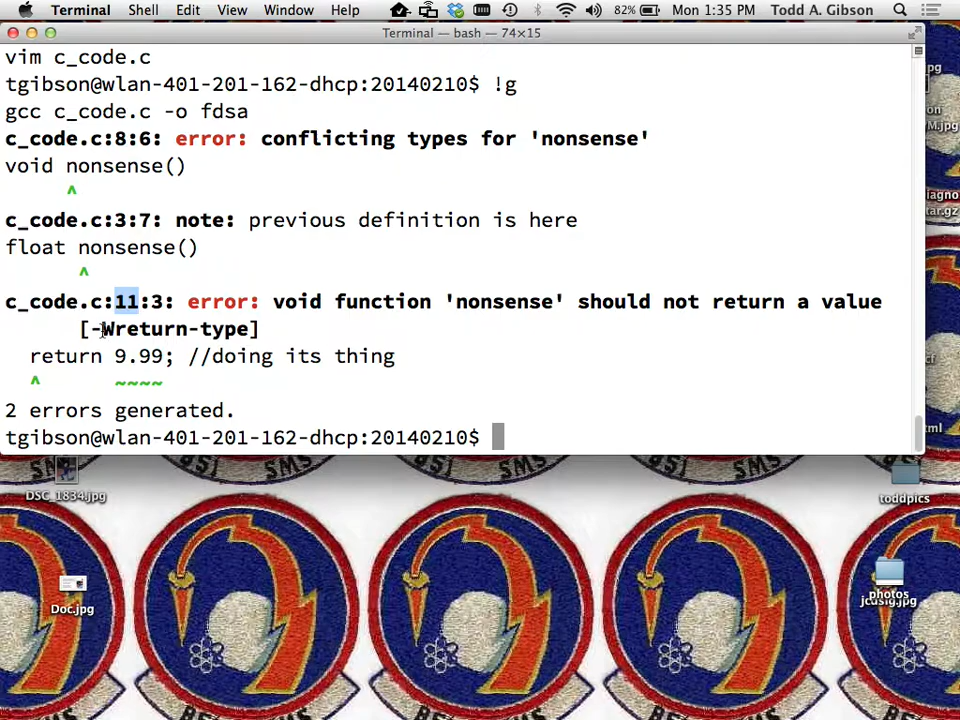 Terminal Shell Edit View Window Help 82% Mon 1:35 PM Todd A. Gibson
Terminal — bash — 74×15
vim c_code.c
tgibson@wlan-401-201-162-dhcp:20140210$ !g
gcc c_code.c -o fdsa
c_code.c:8:6: error: conflicting types for 'nonsense'
void nonsense()
^
c_code.c:3:7: note: previous definition is here
float nonsense()
^
c_code.c:11:3: error: void function 'nonsense' should not return a value
[-Wreturn-type]
return 9.99; //doing its thing
^ ~~~~
2 errors generated.
tgibson@wlan-401-201-162-dhcp:20140210$
DSC_1834.jpg
toddpics
Doc.jpg
photos